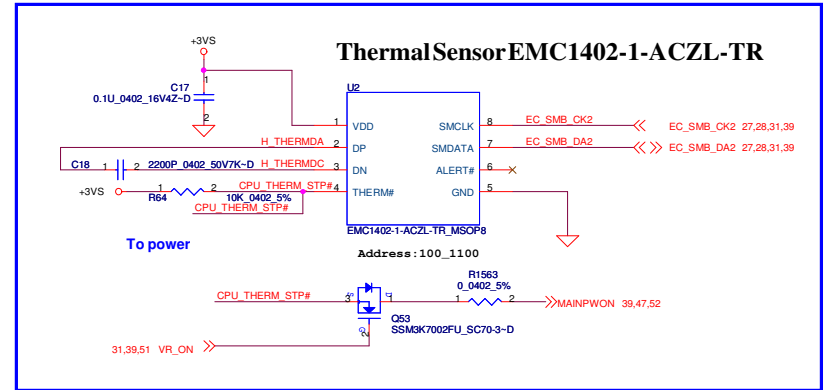 +3VS
Thermal Sensor EMC1402-1-ACZL-TR
1
C17
0.1U_0402_16V4Z~D
2
U2
1 VDD SMCLK 8 EC_SMB_CK2 EC_SMB_CK2 27,28,31,39
H_THERMDA 2 DP SMDATA 7 EC_SMB_DA2 EC_SMB_DA2 27,28,31,39
C18 1 2 2200P_0402_50V7K~D H_THERMDC 3 DN ALERT# 6
+3VS 1 2 CPU_THERM_STP# 4 THERM# GND 5
R64 10K_0402_5%
CPU_THERM_STP#
EMC1402-1-ACZL-TR_MSOP8
To power
Address:100_1100
R1563
0_0402_5%
CPU_THERM_STP# 3 S D 1 1 2 MAINPWON 39,47,52
Q53
SSM3K7002FU_SC70-3~D
G
2
31,39,51 VR_ON